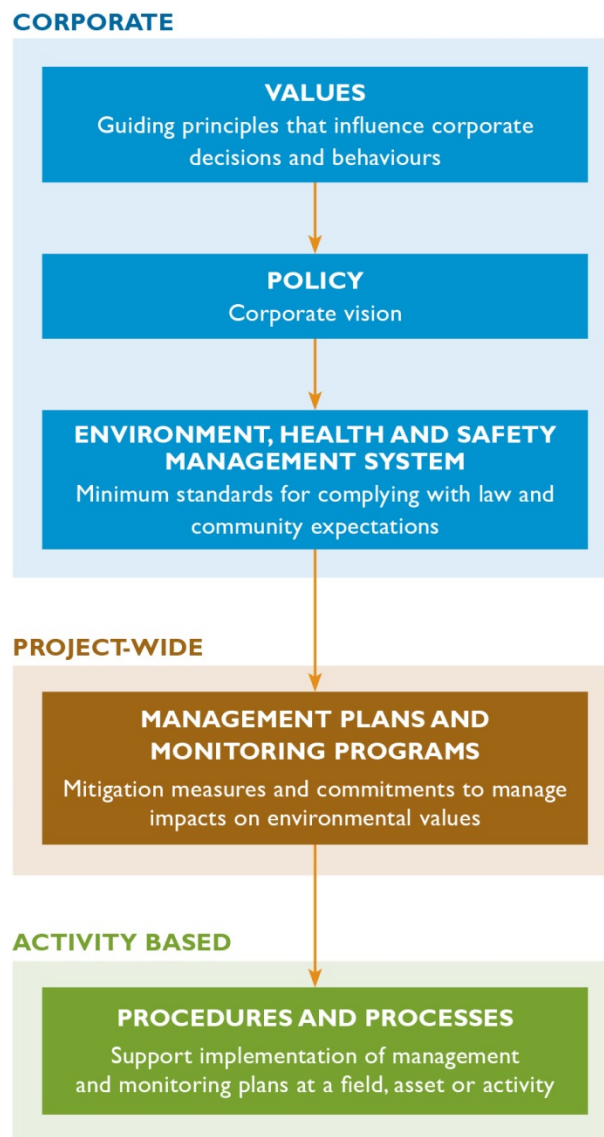 CORPORATE
VALUES
Guiding principles that influence corporate
decisions and behaviours
POLICY
Corporate vision
ENVIRONMENT, HEALTH AND SAFETY
MANAGEMENT SYSTEM
Minimum standards for complying with law and
community expectations
PROJECT-WIDE
MANAGEMENT PLANS AND
MONITORING PROGRAMS
Mitigation measures and commitments to manage
impacts on environmental values
ACTIVITY BASED
PROCEDURES AND PROCESSES
Support implementation of management
and monitoring plans at a field, asset or activity